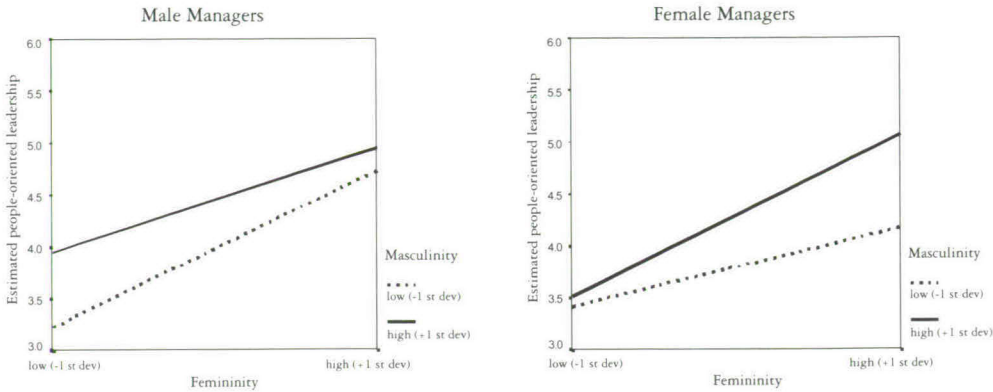 Male Managers
Estimated people-oriented leadership
6.0
5.5
5.0
4.5
4.0
3.5
3.0
low (-1 st dev)
high (+1 st dev)
Femininity
Masculinity
low (-1 st dev)
high (+1 st dev)
Female Managers
Estimated people-oriented leadership
6.0
5.5
5.0
4.5
4.0
3.5
3.0
low (-1 st dev)
high (+1 st dev)
Femininity
Masculinity
low (-1 st dev)
high (+1 st dev)